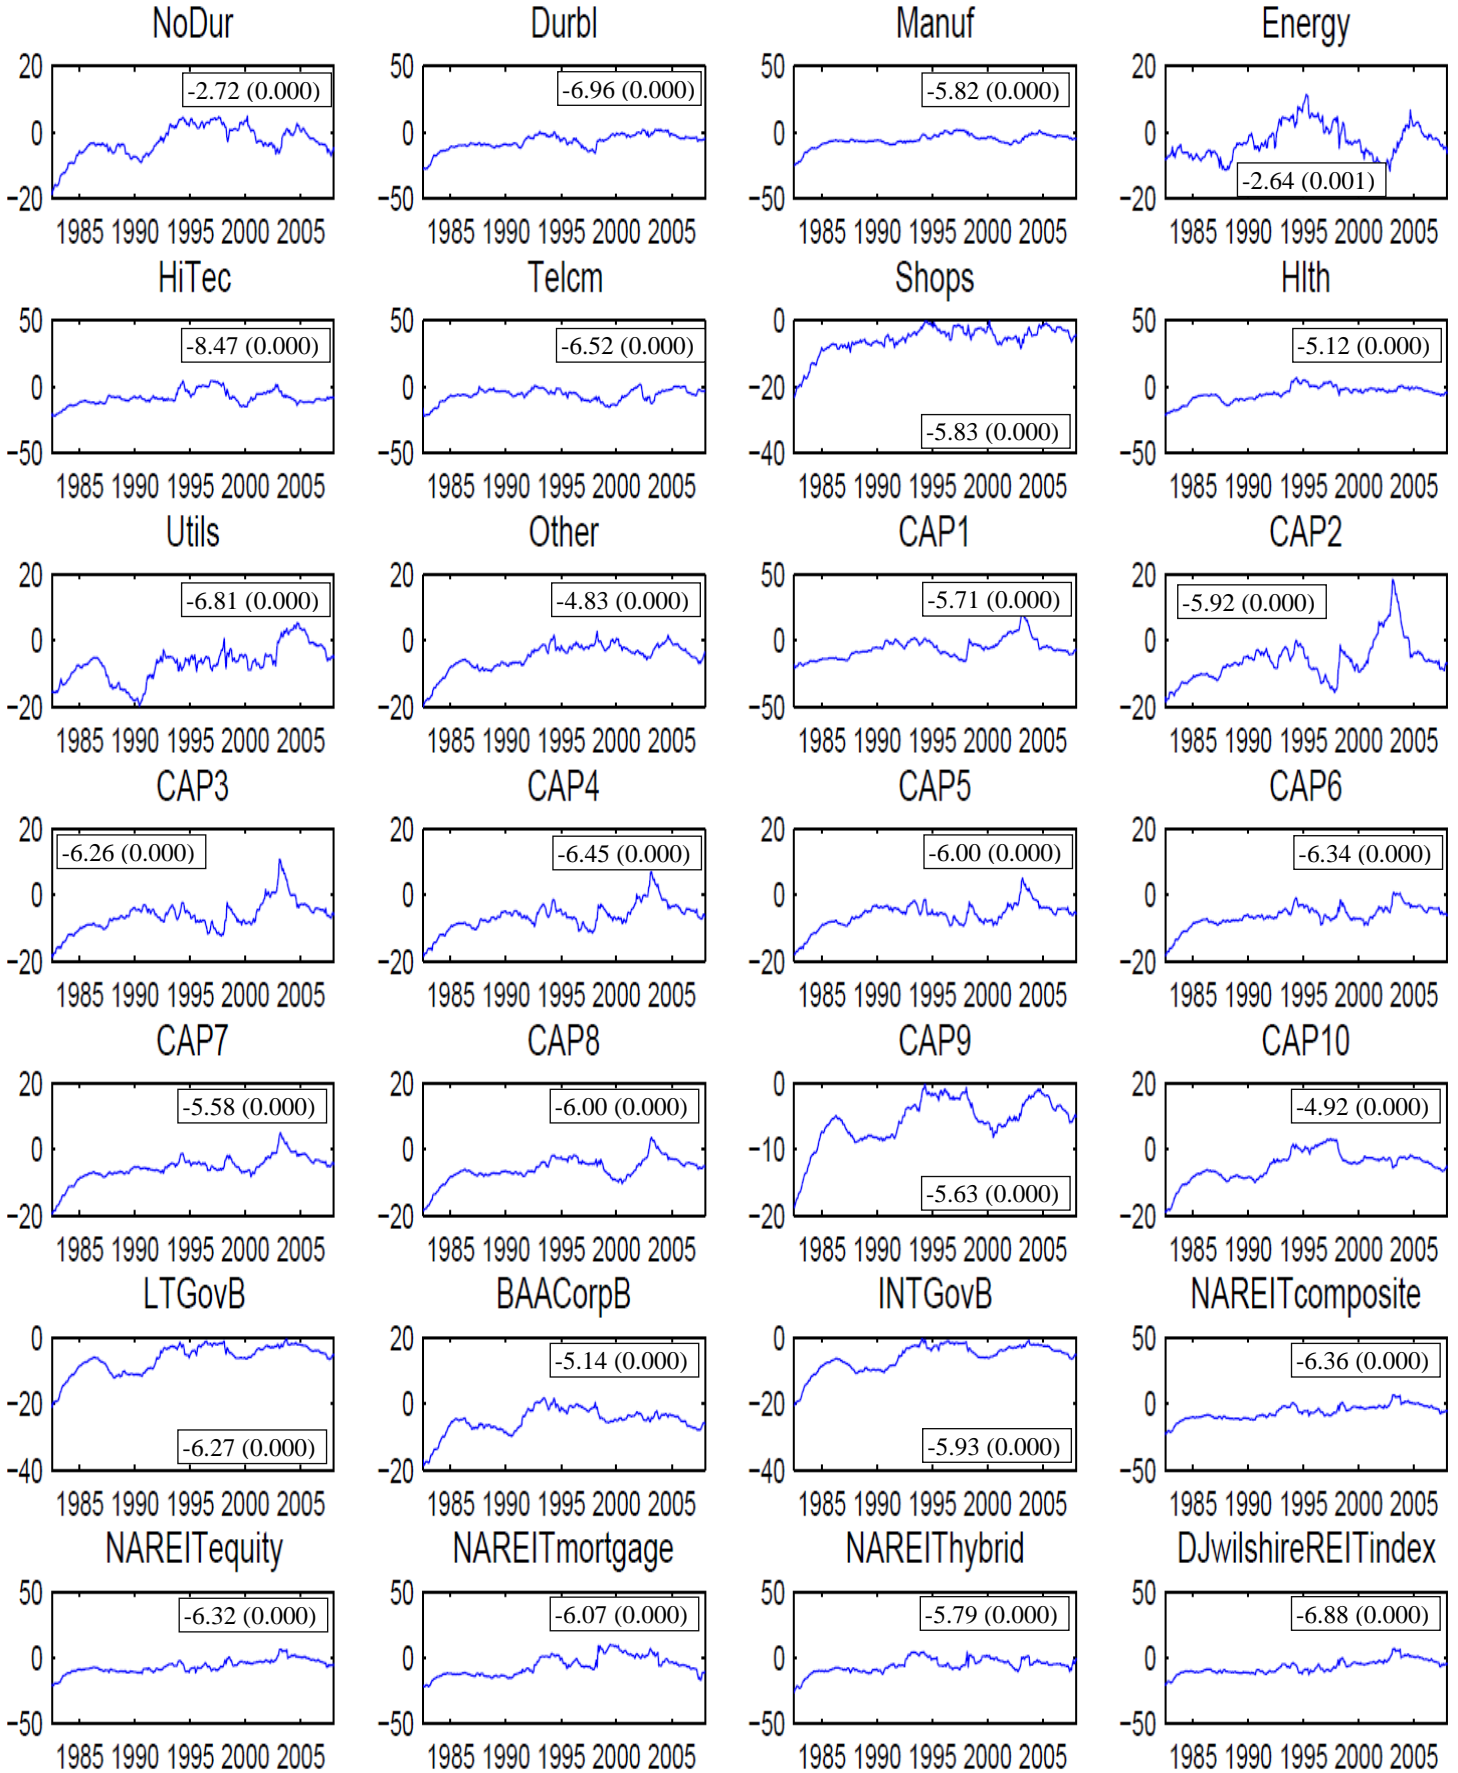 NoDur Durbl Manuf Energy
20 50 50 20
-2.72 (0.000) -6.96 (0.000) -5.82 (0.000)
0 0 0 0
-2.64 (0.001)
−20 −50 −50 −20
1985 1990 1995 2000 2005 1985 1990 1995 2000 2005 1985 1990 1995 2000 2005 1985 1990 1995 2000 2005
HiTec Telcm Shops Hlth
50 50 0 50
-8.47 (0.000) -6.52 (0.000) -5.12 (0.000)
0 0 −20 0
-5.83 (0.000)
−50 −50 −40 −50
1985 1990 1995 2000 2005 1985 1990 1995 2000 2005 1985 1990 1995 2000 2005 1985 1990 1995 2000 2005
Utils Other CAP1 CAP2
20 20 50 20
-6.81 (0.000) -4.83 (0.000) -5.71 (0.000) -5.92 (0.000)
0 0 0 0
−20 −20 −50 −20
1985 1990 1995 2000 2005 1985 1990 1995 2000 2005 1985 1990 1995 2000 2005 1985 1990 1995 2000 2005
CAP3 CAP4 CAP5 CAP6
20 20 20 20
-6.26 (0.000) -6.45 (0.000) -6.00 (0.000) -6.34 (0.000)
0 0 0 0
−20 −20 −20 −20
1985 1990 1995 2000 2005 1985 1990 1995 2000 2005 1985 1990 1995 2000 2005 1985 1990 1995 2000 2005
CAP7 CAP8 CAP9 CAP10
20 20 0 20
-5.58 (0.000) -6.00 (0.000) -4.92 (0.000)
0 0 −10 0
-5.63 (0.000)
−20 −20 −20 −20
1985 1990 1995 2000 2005 1985 1990 1995 2000 2005 1985 1990 1995 2000 2005 1985 1990 1995 2000 2005
LTGovB BAACorpB INTGovB NAREITcomposite
0 20 0 50
-5.14 (0.000) -6.36 (0.000)
−20 0 −20 0
-6.27 (0.000) -5.93 (0.000)
−40 −20 −40 −50
1985 1990 1995 2000 2005 1985 1990 1995 2000 2005 1985 1990 1995 2000 2005 1985 1990 1995 2000 2005
NAREITequity NAREITmortgage NAREIThybrid DJwilshireREITindex
50 50 50 50
-6.32 (0.000) -6.07 (0.000) -5.79 (0.000) -6.88 (0.000)
0 0 0 0
−50 −50 −50 −50
1985 1990 1995 2000 2005 1985 1990 1995 2000 2005 1985 1990 1995 2000 2005 1985 1990 1995 2000 2005